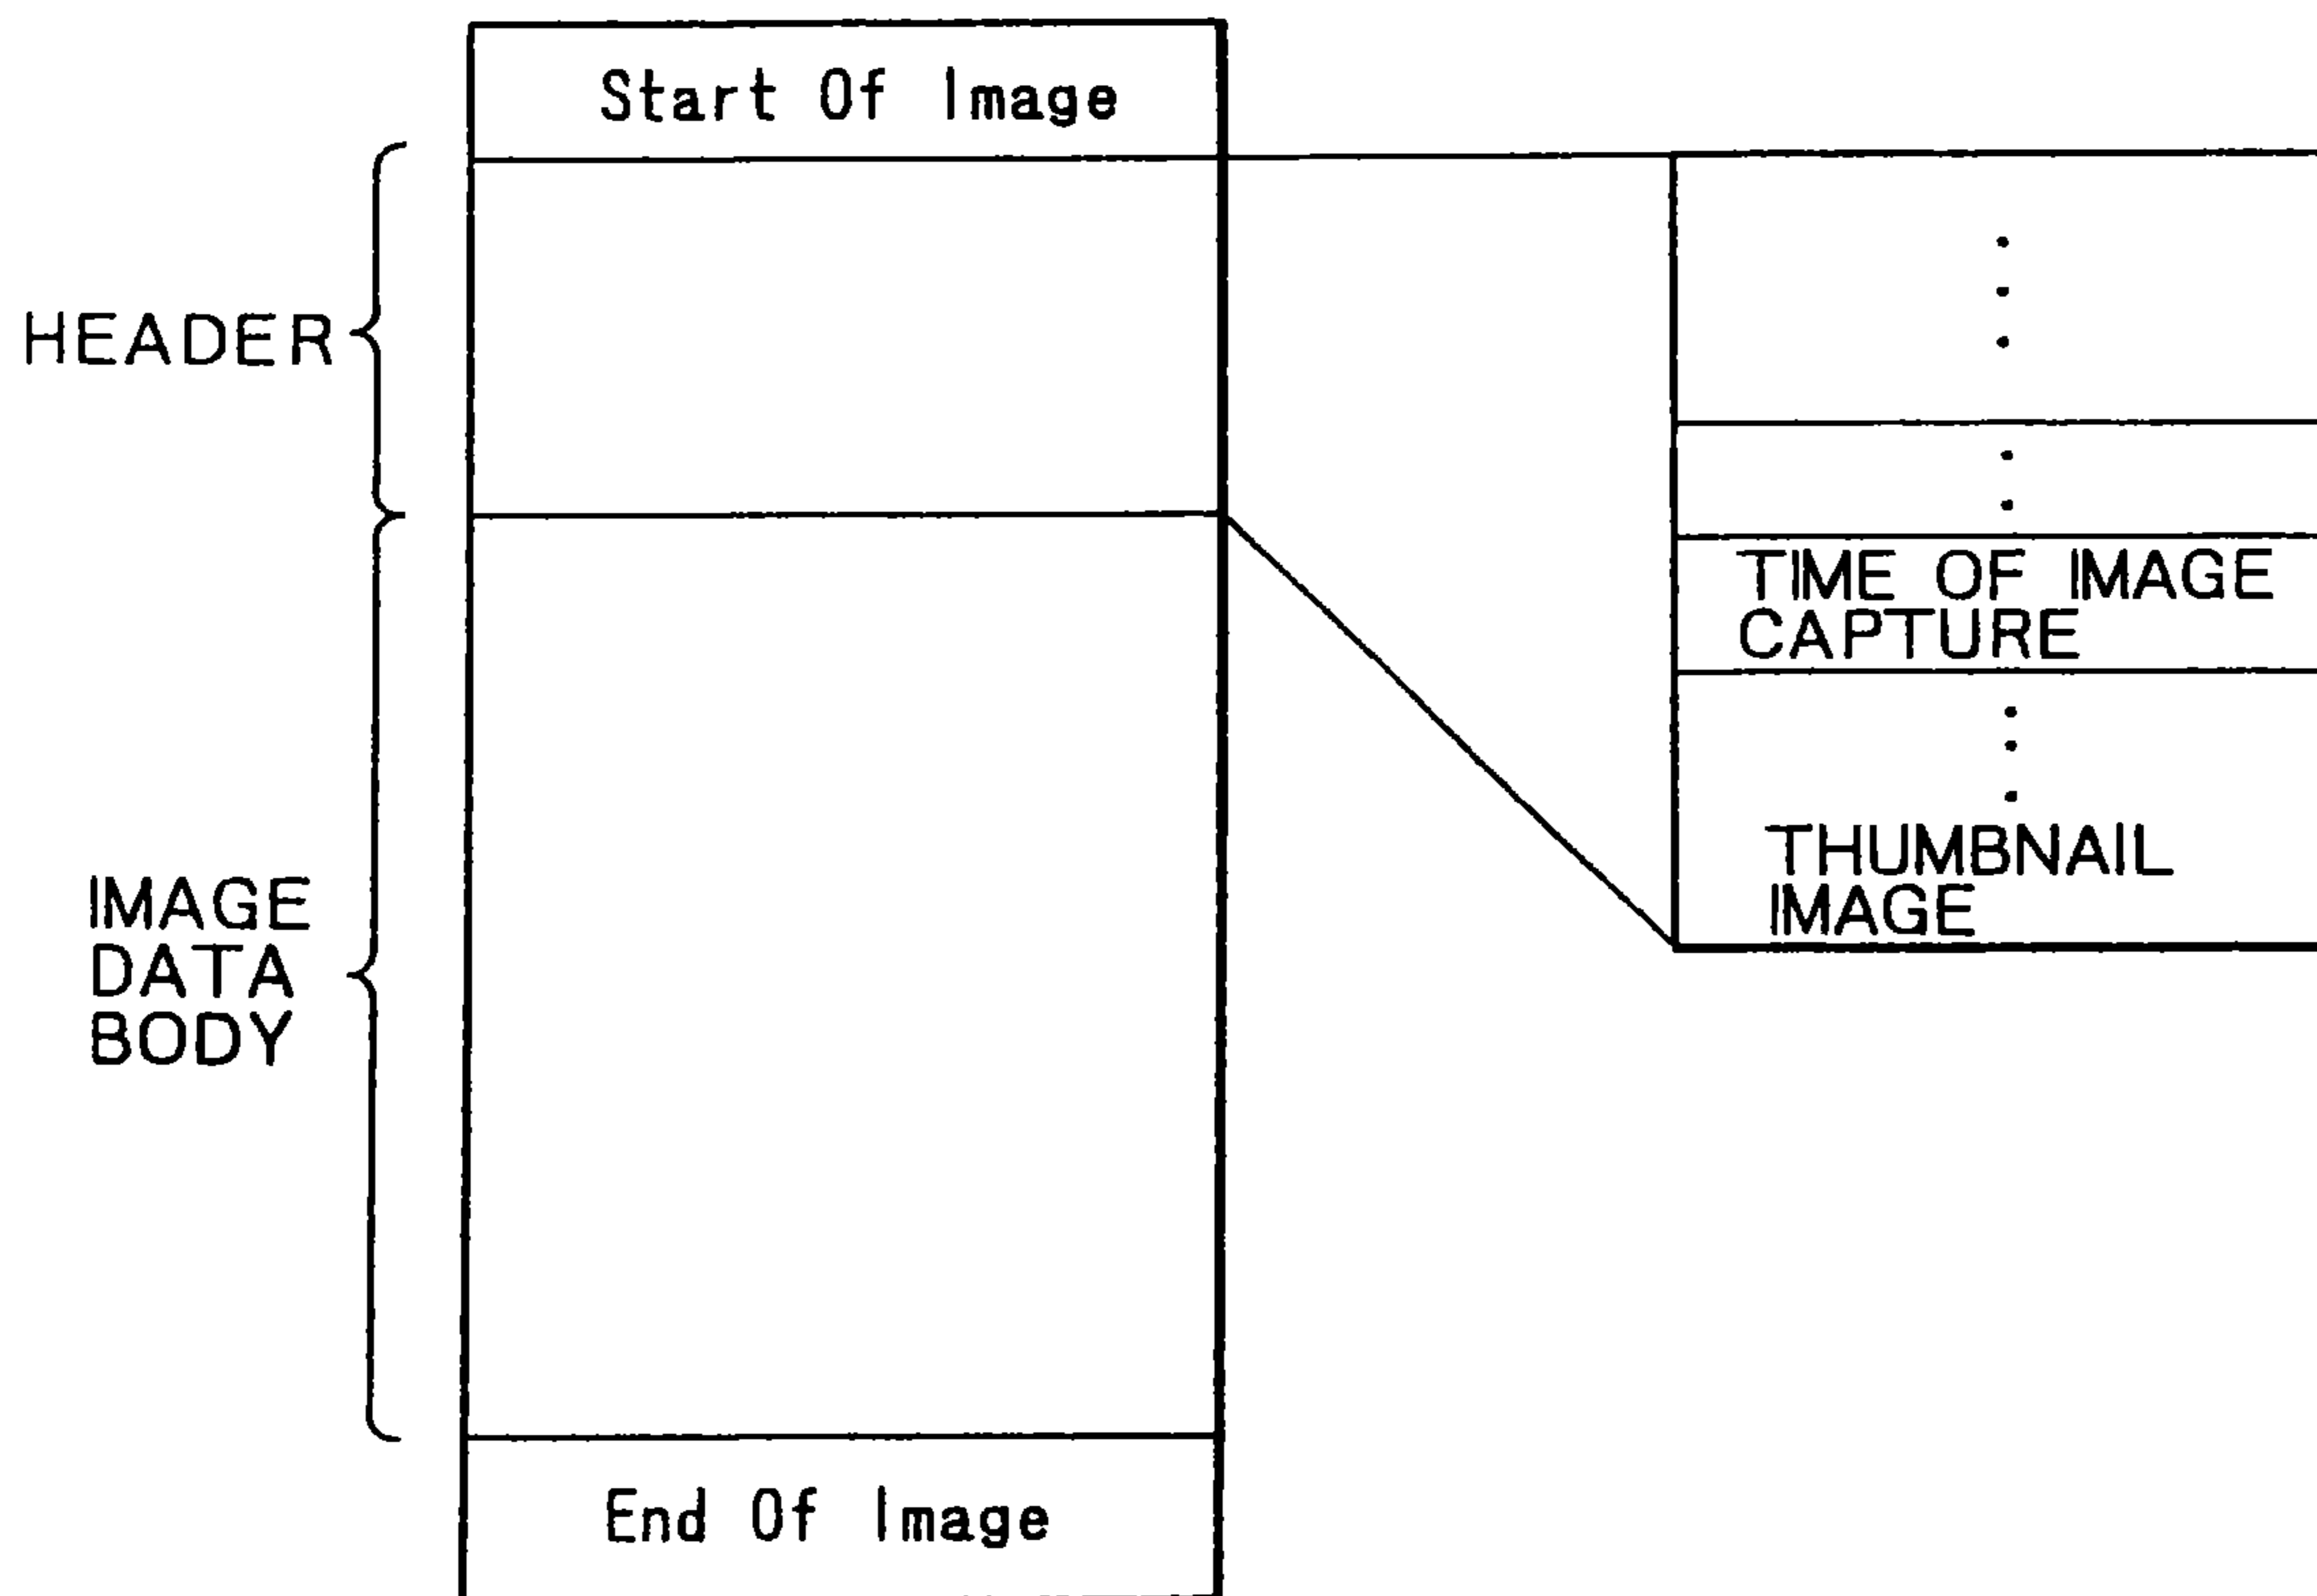 Start Of Image
HEADER
TIME OF IMAGE
CAPTURE
THUMBNAIL
IMAGE
IMAGE
DATA
BODY
End Of Image